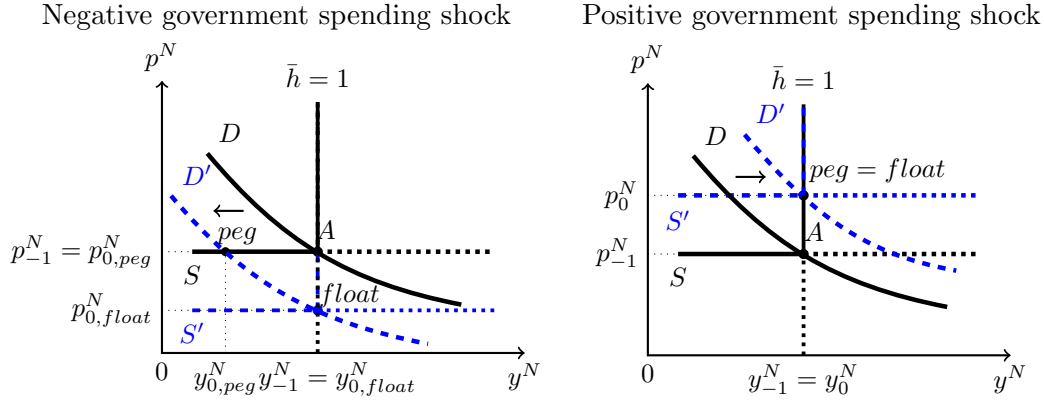 Negative government spending shock
p^N
h̄ = 1
D
D′
peg
A
p^N_{-1} = p^N_{0,peg}
S
float
p^N_{0,float}
S′
0
y^N_{0,peg}
y^N_{-1} = y^N_{0,float}
y^N
Positive government spending shock
p^N
h̄ = 1
D′
D
peg = float
p^N_0
S′
A
p^N_{-1}
S
0
y^N_{-1} = y^N_0
y^N